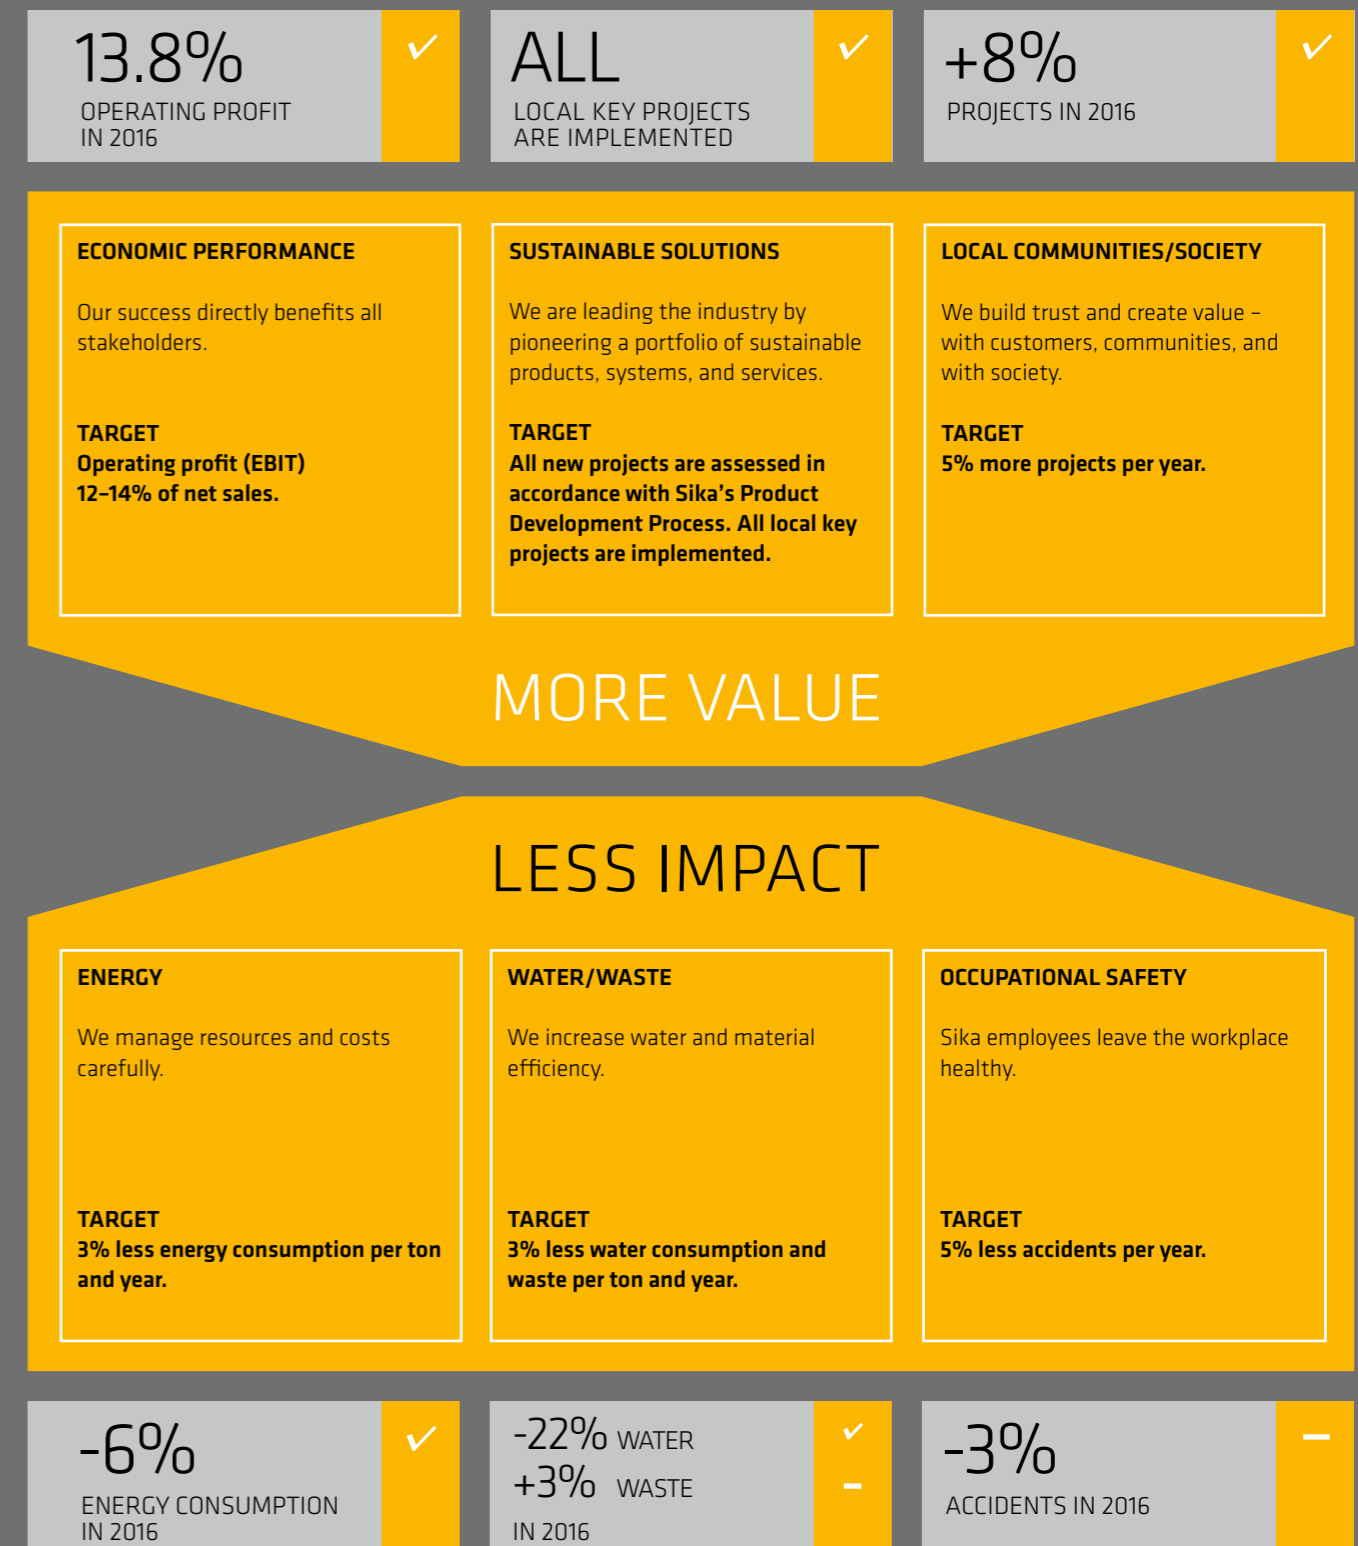 13.8%
OPERATING PROFIT
IN 2016
✓
ALL
LOCAL KEY PROJECTS
ARE IMPLEMENTED
✓
+8%
PROJECTS IN 2016
✓
ECONOMIC PERFORMANCE
Our success directly benefits all
stakeholders.
TARGET
Operating profit (EBIT)
12–14% of net sales.
SUSTAINABLE SOLUTIONS
We are leading the industry by
pioneering a portfolio of sustainable
products, systems, and services.
TARGET
All new projects are assessed in
accordance with Sika’s Product
Development Process. All local key
projects are implemented.
LOCAL COMMUNITIES/SOCIETY
We build trust and create value –
with customers, communities, and
with society.
TARGET
5% more projects per year.
MORE VALUE
LESS IMPACT
ENERGY
We manage resources and costs
carefully.
TARGET
3% less energy consumption per ton
and year.
WATER/WASTE
We increase water and material
efficiency.
TARGET
3% less water consumption and
waste per ton and year.
OCCUPATIONAL SAFETY
Sika employees leave the workplace
healthy.
TARGET
5% less accidents per year.
-6%
ENERGY CONSUMPTION
IN 2016
✓
-22% WATER ✓
+3% WASTE –
IN 2016
-3%
ACCIDENTS IN 2016
–